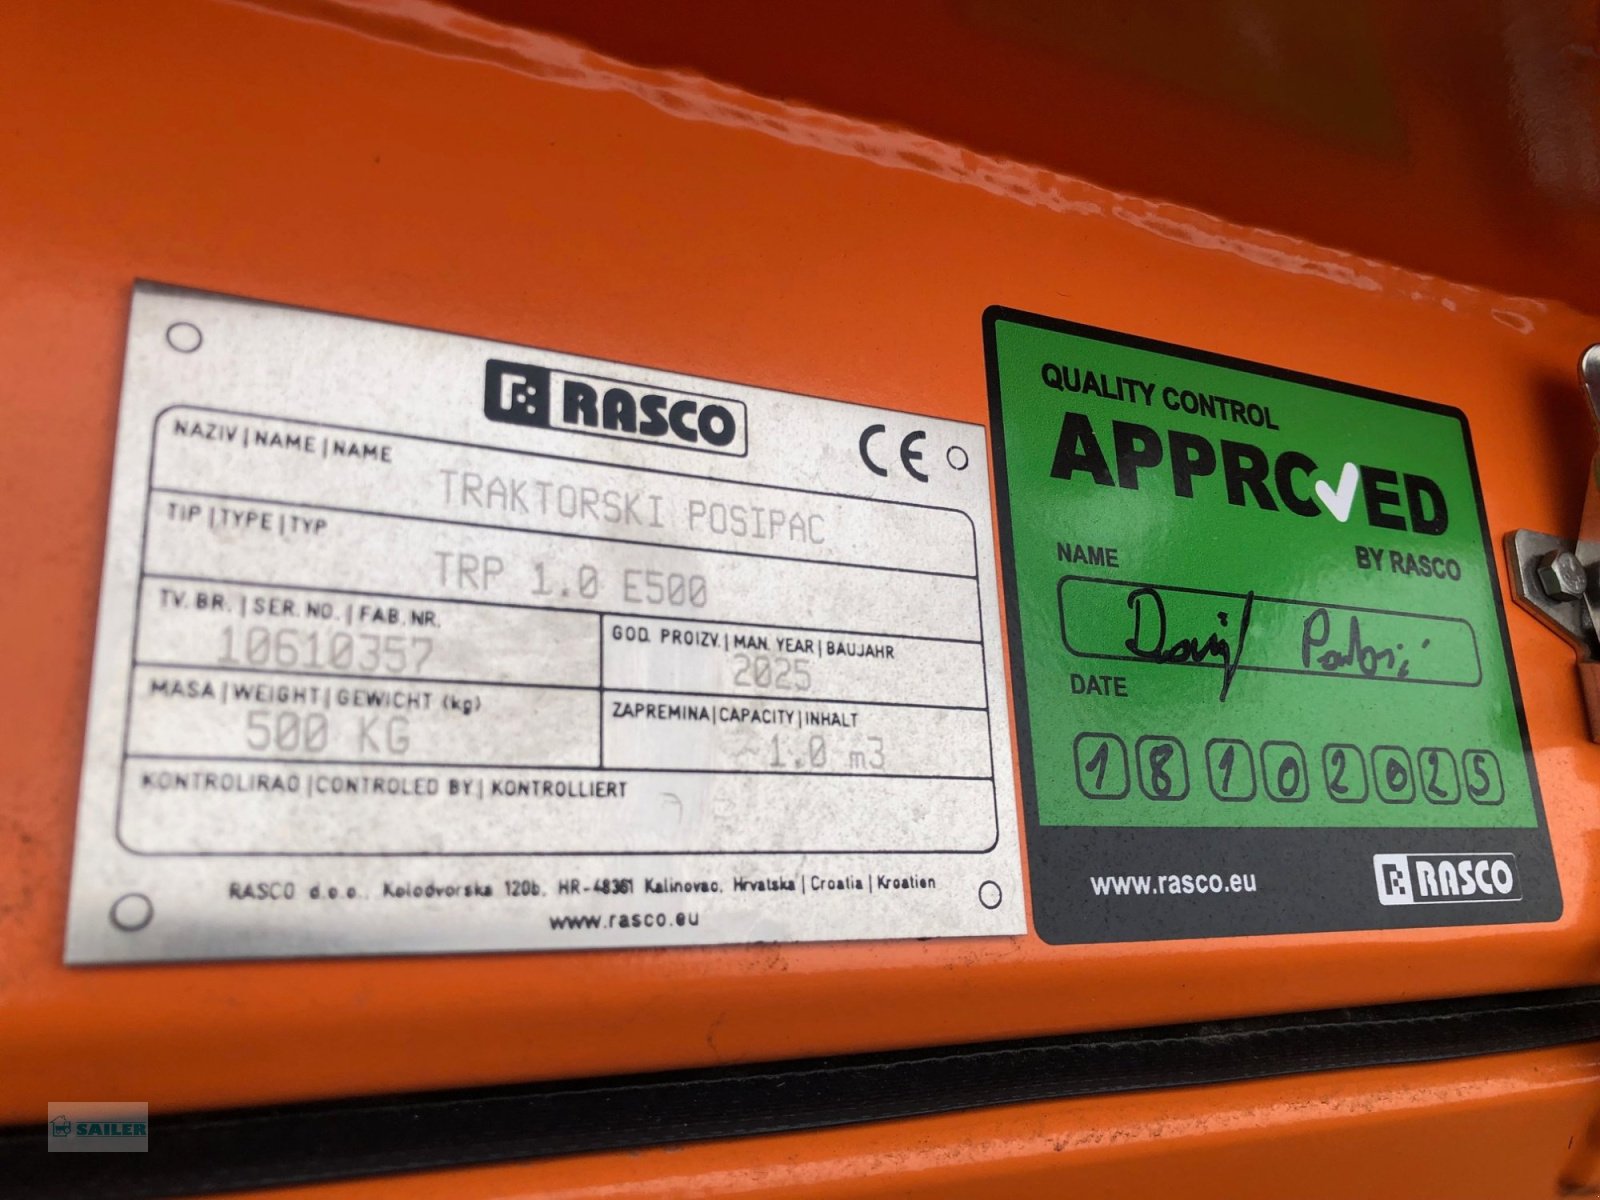 RASCO
CE
NAZIV | NAME | NAME
TRAKTORSKI POSIPAC
TIP | TYPE | TYP
TRP 1.0 E500
TV. BR. | SER. NO. | FAB. NR.
10610357
GOD. PROIZV. | MAN. YEAR | BAUJAHR
2025
MASA | WEIGHT | GEWICHT (kg)
500 KG
ZAPREMINA | CAPACITY | INHALT
~1.0 m3
KONTROLIRAO | CONTROLED BY | KONTROLLIERT
RASCO d.o.o., Kolodvorska 120b, HR-48361 Kalinovac, Hrvatska | Croatia | Kroatien
www.rasco.eu
QUALITY CONTROL
APPROVED
BY RASCO
NAME
DATE
18 10 2025
www.rasco.eu
RASCO
SAILER